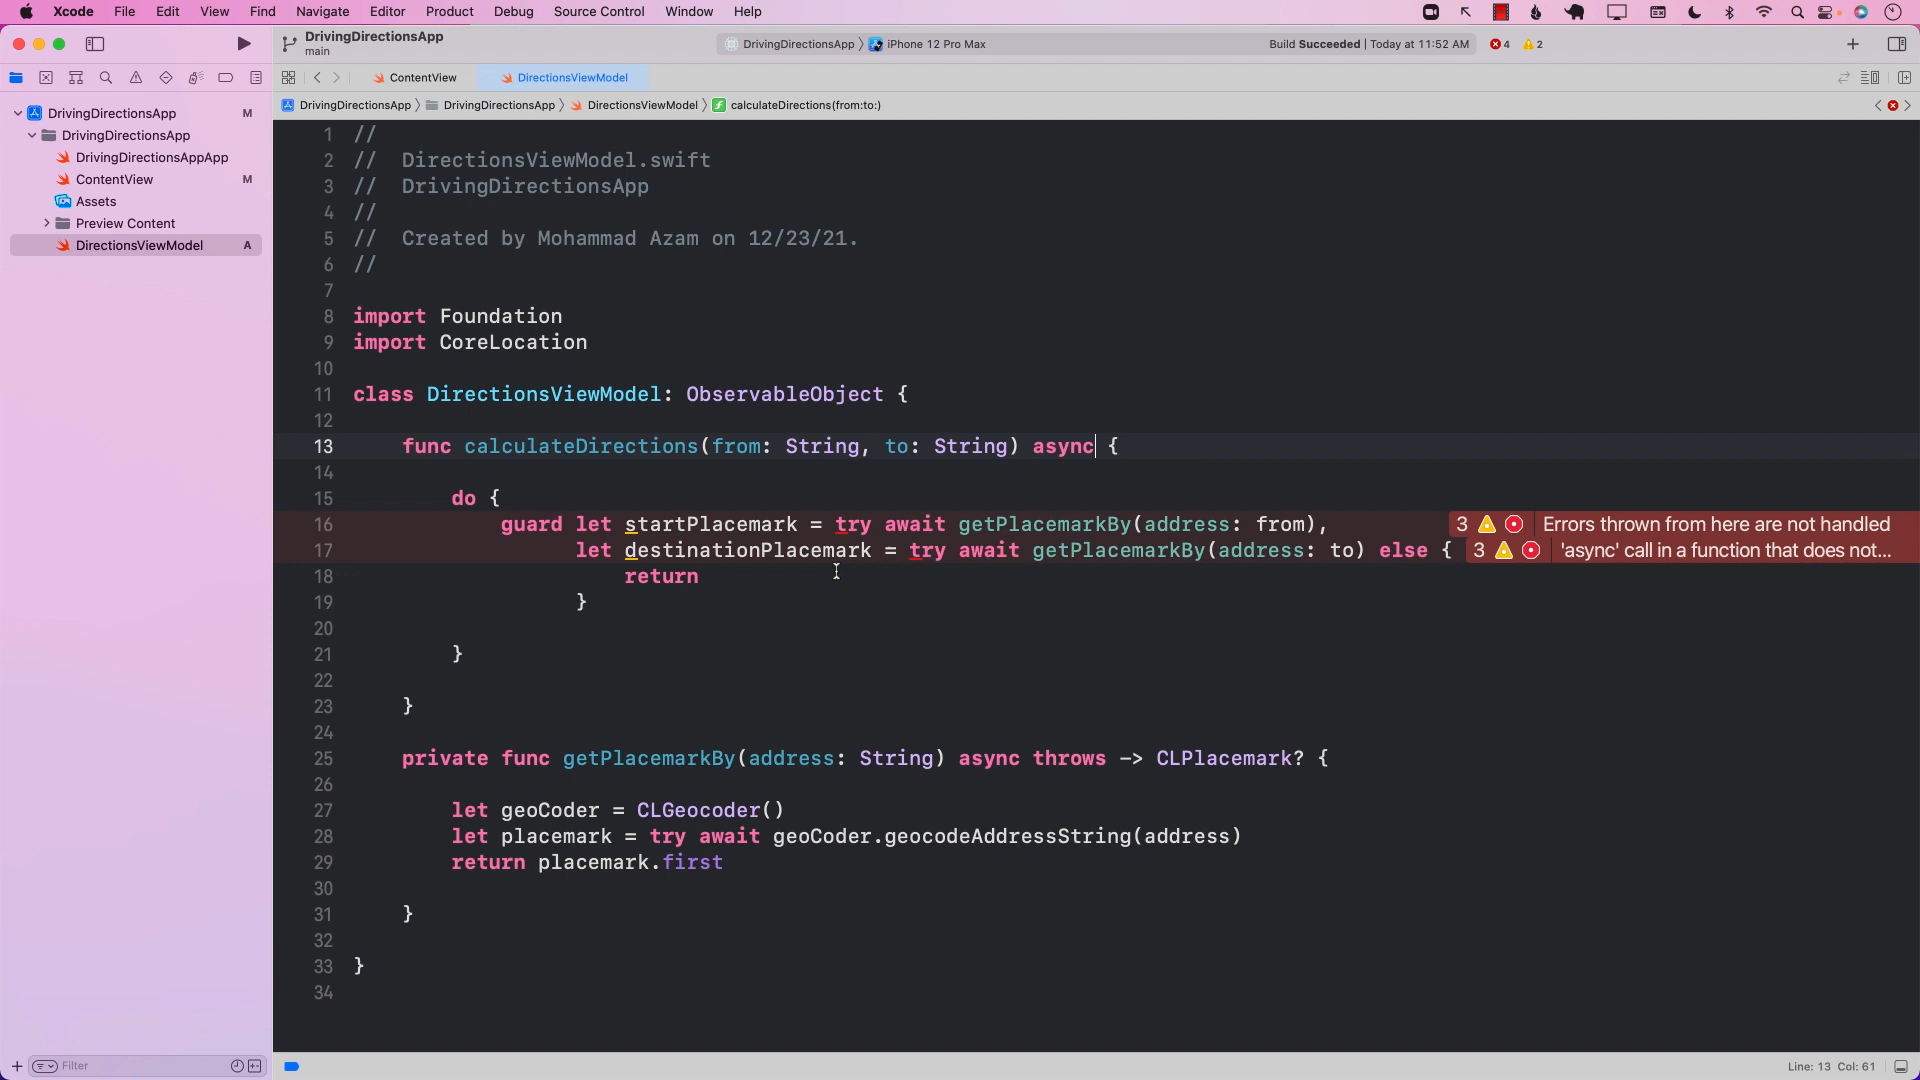 Xcode File Edit View Find Navigate Editor Product Debug Source Control Window Help
DrivingDirectionsApp
main
DrivingDirectionsApp 〉 iPhone 12 Pro Max
Build Succeeded | Today at 11:52 AM
4
2
ContentView
DirectionsViewModel
DrivingDirectionsApp 〉 DrivingDirectionsApp 〉 DirectionsViewModel 〉 calculateDirections(from:to:)
DrivingDirectionsApp M
DrivingDirectionsApp
DrivingDirectionsAppApp
ContentView M
Assets
Preview Content
DirectionsViewModel A
1 //
2 //  DirectionsViewModel.swift
3 //  DrivingDirectionsApp
4 //
5 //  Created by Mohammad Azam on 12/23/21.
6 //
7
8 import Foundation
9 import CoreLocation
10
11 class DirectionsViewModel: ObservableObject {
12
13     func calculateDirections(from: String, to: String) async {
14
15         do {
16             guard let startPlacemark = try await getPlacemarkBy(address: from), 3 Errors thrown from here are not handled
17                   let destinationPlacemark = try await getPlacemarkBy(address: to) else { 3 'async' call in a function that does not...
18                       return
19                   }
20
21         }
22
23     }
24
25     private func getPlacemarkBy(address: String) async throws -> CLPlacemark? {
26
27         let geoCoder = CLGeocoder()
28         let placemark = try await geoCoder.geocodeAddressString(address)
29         return placemark.first
30
31     }
32
33 }
34
Filter
Line: 13 Col: 61